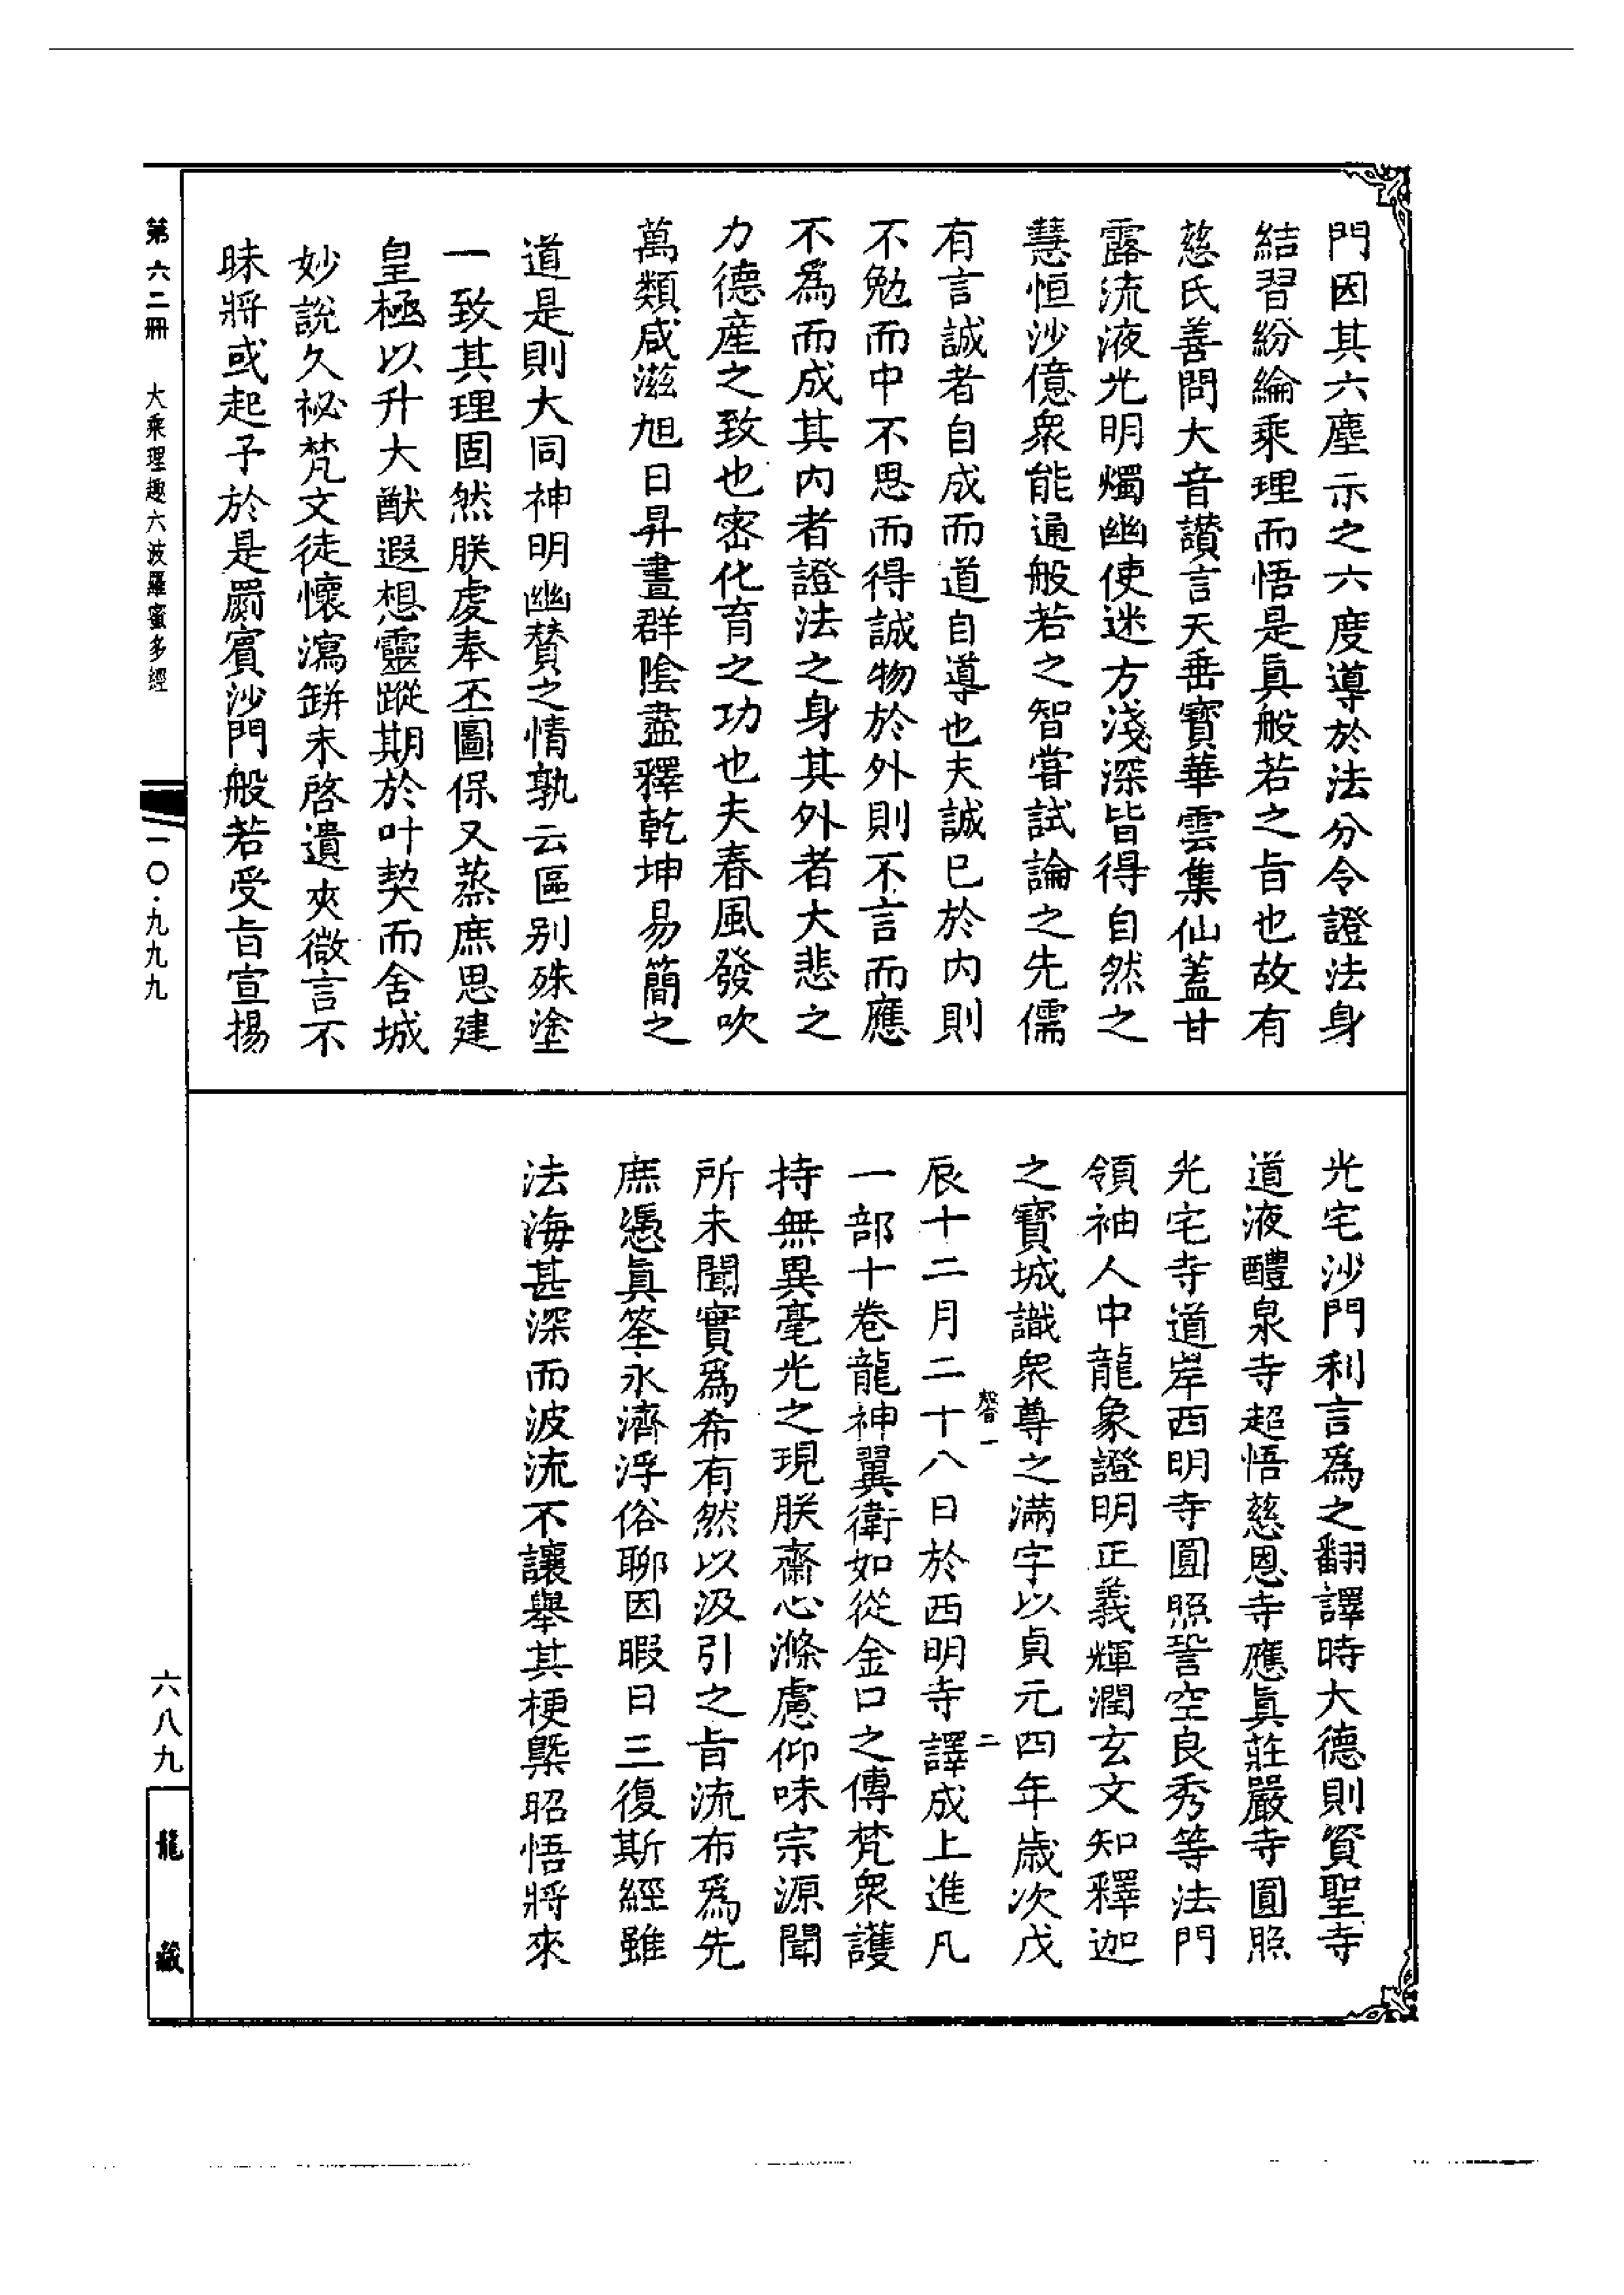 門因其六塵示之六度導於法分令證法身
結習紛綸乘理而悟是眞般若之旨也故有
慈氏善問大音讚言天垂寶華雲集仙蓋甘
露流液光明燭幽使迷方淺深皆得自然之
慧恒沙億衆能通般若之智嘗試論之先儒
有言誠者自成而道自導也夫誠已於內則
不勉而中不思而得誠物於外則不言而應
不爲而成其內者證法之身其外者大悲之
力德產之致也密化育之功也夫春風發吹
萬類咸滋旭日昇晝群陰盡釋乾坤易簡之
道是則大同神明幽贊之情孰云區別殊塗
一致其理固然朕虔奉丕圖保乂蒸庶思建
皇極以升大猷遐想靈蹤期於叶契而舍城
妙說久祕梵文徒懷瀉缾未啓遺夾微言不
昧將或起予於是罽賓沙門般若受旨宣揚
光宅沙門利言爲之翻譯時大德則資聖寺
道液醴泉寺超悟慈恩寺應眞莊嚴寺圓照
光宅寺道岸西明寺圓照詧空良秀等法門
領袖人中龍象證明正義輝潤玄文知釋迦
之寶城識衆尊之滿字以貞元四年歲次戊
辰十二月二十八日於西明寺譯成上進凡
磬一
二
一部十卷龍神翼衛如從金口之傳梵衆護
持無異毫光之現朕齋心滌慮仰味宗源聞
所未聞實爲希有然以汲引之旨流布爲先
庶憑眞筌永濟浮俗聊因暇日三復斯經雖
法海甚深而波流不讓舉其梗槩昭悟將來
第六二冊 大乘理趣六波羅蜜多經
一〇·九九九
六八九
龍藏